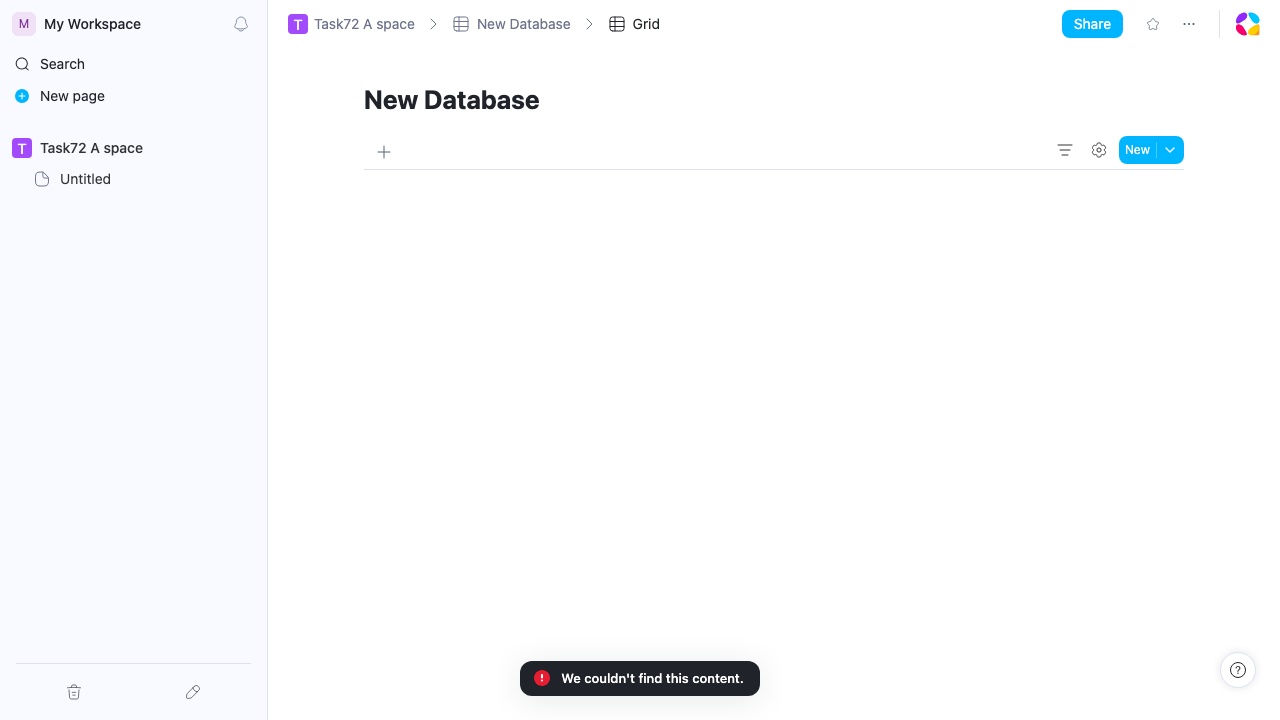 M My Workspace
Search
New page
T Task72 A space
Untitled
T Task72 A space New Database Grid
Share
New Database
New
We couldn't find this content.